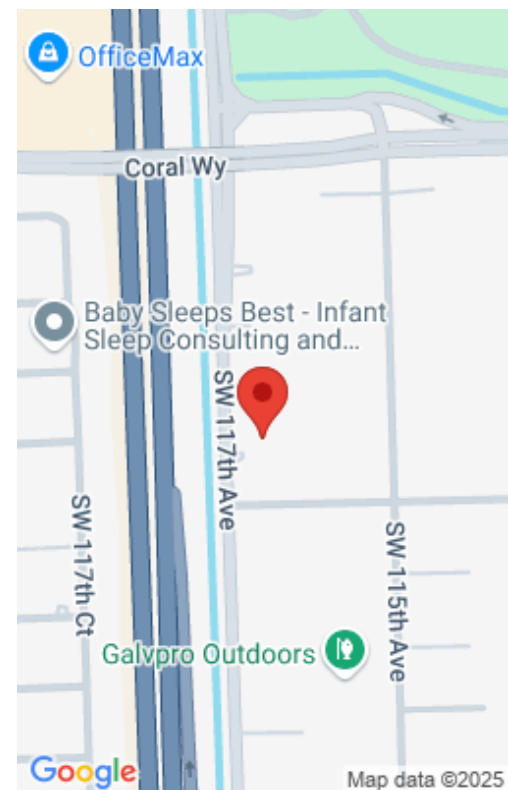 OfficeMax
Coral Wy
Baby Sleeps Best - Infant
Sleep Consulting and...
SW 117th Ave
SW 117th Ct
SW 115th Ave
Galvpro Outdoors
Google
Map data ©2025